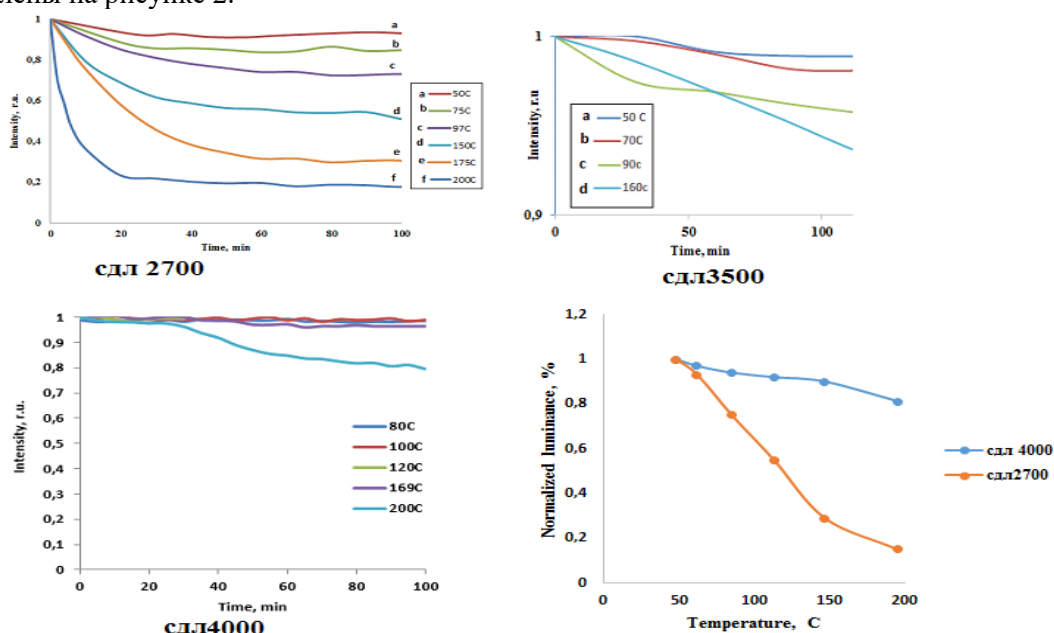 лены на рисунке 2.
1
0,8
0,6
0,4
0,2
0
Intensity, r.u.
0 20 40 60 80 100
Time, min
a
b
c
d
e
f
a 50C
b 75C
c 97C
d 150C
e 175C
f 200C
сдл 2700
1
0,9
Intensity, r.u
0 50 100
Time, min
a 50 C
b 70C
c 90c
d 160c
сдл3500
1
0,9
0,8
0,7
0,6
0,5
0,4
0,3
0,2
0,1
0
Intensity, r.u.
0 20 40 60 80 100
Time, min
80C
100C
120C
169C
200C
сдл4000
1,2
1
0,8
0,6
0,4
0,2
0
Normalized luminance, %
0 50 100 150 200
Temperature, C
сдл 4000
сдл2700